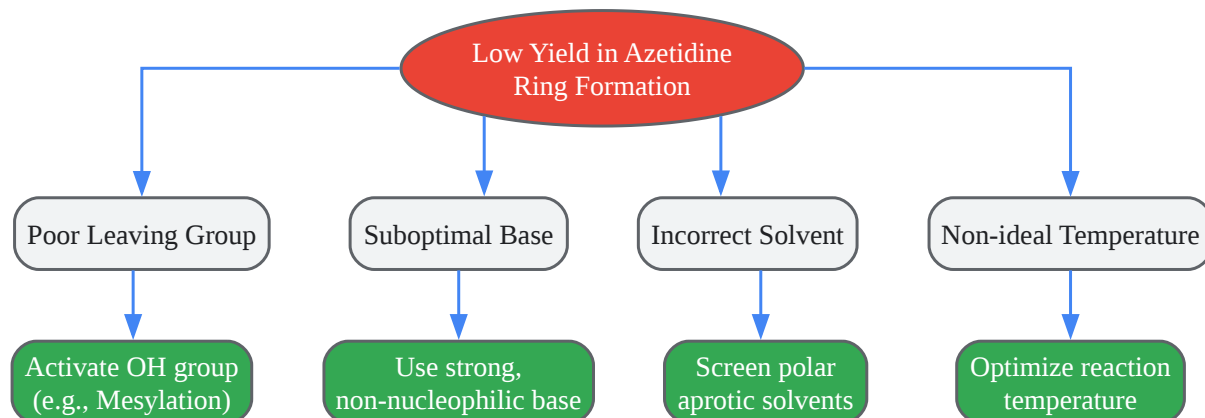 Low Yield in Azetidine
Ring Formation
Poor Leaving Group
Suboptimal Base
Incorrect Solvent
Non-ideal Temperature
Activate OH group
(e.g., Mesylation)
Use strong,
non-nucleophilic base
Screen polar
aprotic solvents
Optimize reaction
temperature